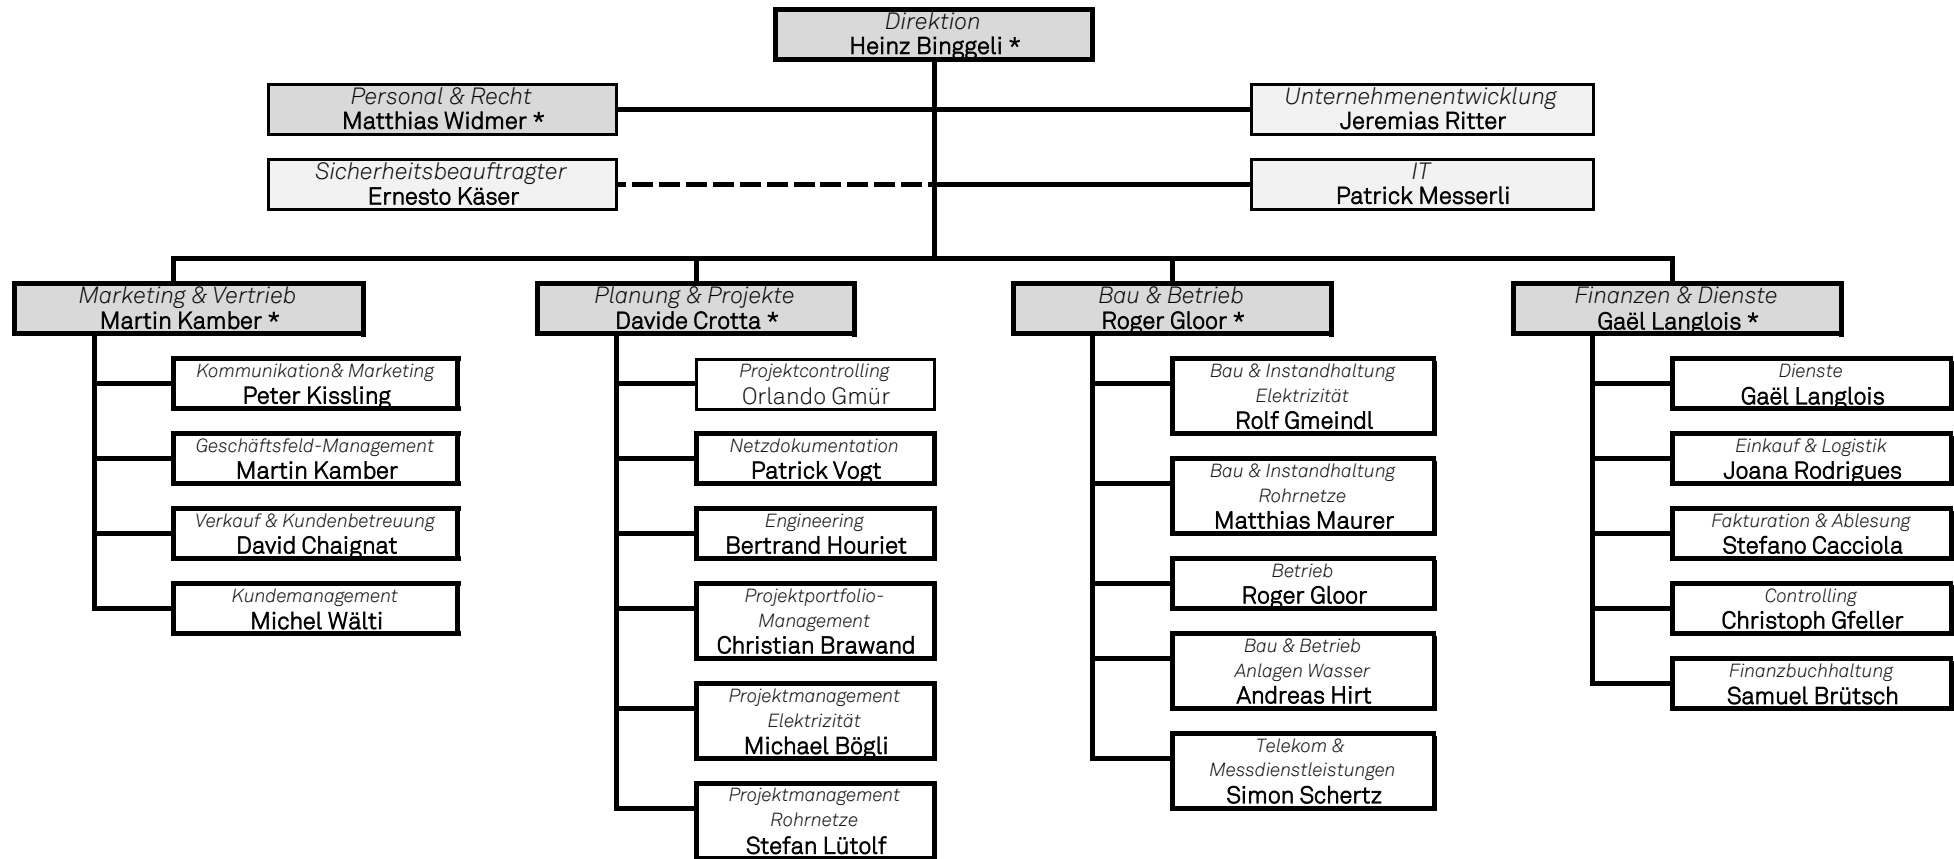 Direktion
Heinz Binggeli *
Personal & Recht
Matthias Widmer *
Unternehmenentwicklung
Jeremias Ritter
Sicherheitsbeauftragter
Ernesto Käser
IT
Patrick Messerli
Marketing & Vertrieb
Martin Kamber *
Kommunikation& Marketing
Peter Kissling
Geschäftsfeld-Management
Martin Kamber
Verkauf & Kundenbetreuung
David Chaignat
Kundemanagement
Michel Wälti
Planung & Projekte
Davide Crotta *
Projektcontrolling
Orlando Gmür
Netzdokumentation
Patrick Vogt
Engineering
Bertrand Houriet
Projektportfolio-
Management
Christian Brawand
Projektmanagement
Elektrizität
Michael Bögli
Projektmanagement
Rohrnetze
Stefan Lütolf
Bau & Betrieb
Roger Gloor *
Bau & Instandhaltung
Elektrizität
Rolf Gmeindl
Bau & Instandhaltung
Rohrnetze
Matthias Maurer
Betrieb
Roger Gloor
Bau & Betrieb
Anlagen Wasser
Andreas Hirt
Telekom &
Messdienstleistungen
Simon Schertz
Finanzen & Dienste
Gaël Langlois *
Dienste
Gaël Langlois
Einkauf & Logistik
Joana Rodrigues
Fakturation & Ablesung
Stefano Cacciola
Controlling
Christoph Gfeller
Finanzbuchhaltung
Samuel Brütsch